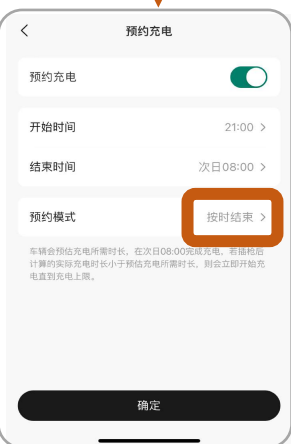 预约充电
预约充电
开始时间 21:00
结束时间 次日08:00
预约模式 按时结束
车辆会预估充电所需时长，在次日08:00完成充电，若插枪后
计算的实际充电时长小于预估充电所需时长，则会立即开始充
电直到充电上限。
确定